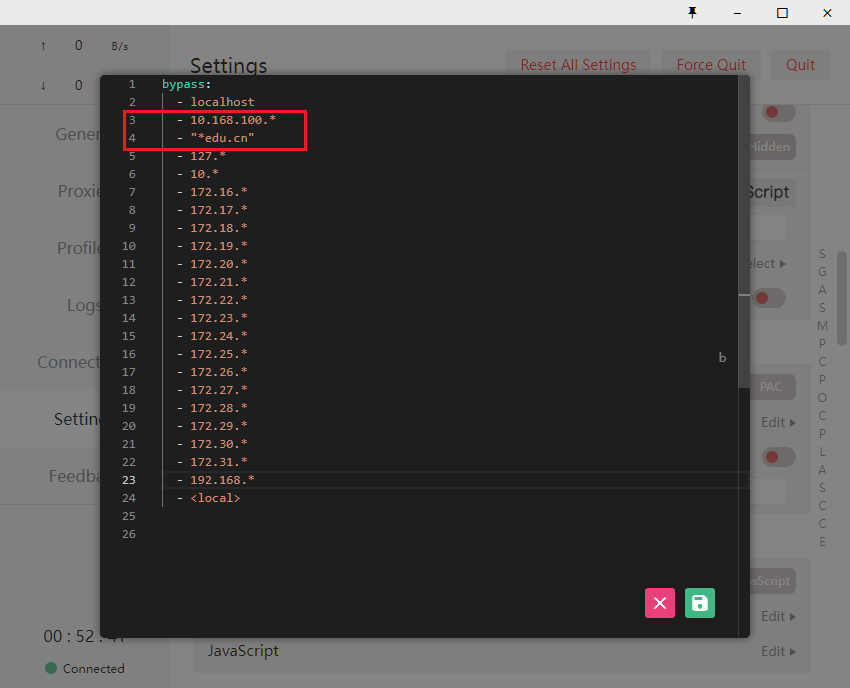 ↑ 0 B/s
↓ 0
Settings
Reset All Settings
Force Quit
Quit
Gener
Proxie
Profile
Logs
Connect
Settin
Feedba
00 : 52 : 41
Connected
1 bypass:
2 - localhost
3 - 10.168.100.*
4 - "*edu.cn"
5 - 127.*
6 - 10.*
7 - 172.16.*
8 - 172.17.*
9 - 172.18.*
10 - 172.19.*
11 - 172.20.*
12 - 172.21.*
13 - 172.22.*
14 - 172.23.*
15 - 172.24.*
16 - 172.25.*
17 - 172.26.*
18 - 172.27.*
19 - 172.28.*
20 - 172.29.*
21 - 172.30.*
22 - 172.31.*
23 - 192.168.*
24 - <local>
25
26
b
Hidden
Script
elect
PAC
Edit
aScript
Edit
JavaScript
Edit
S
G
A
S
M
P
C
P
O
C
P
L
A
S
C
C
E